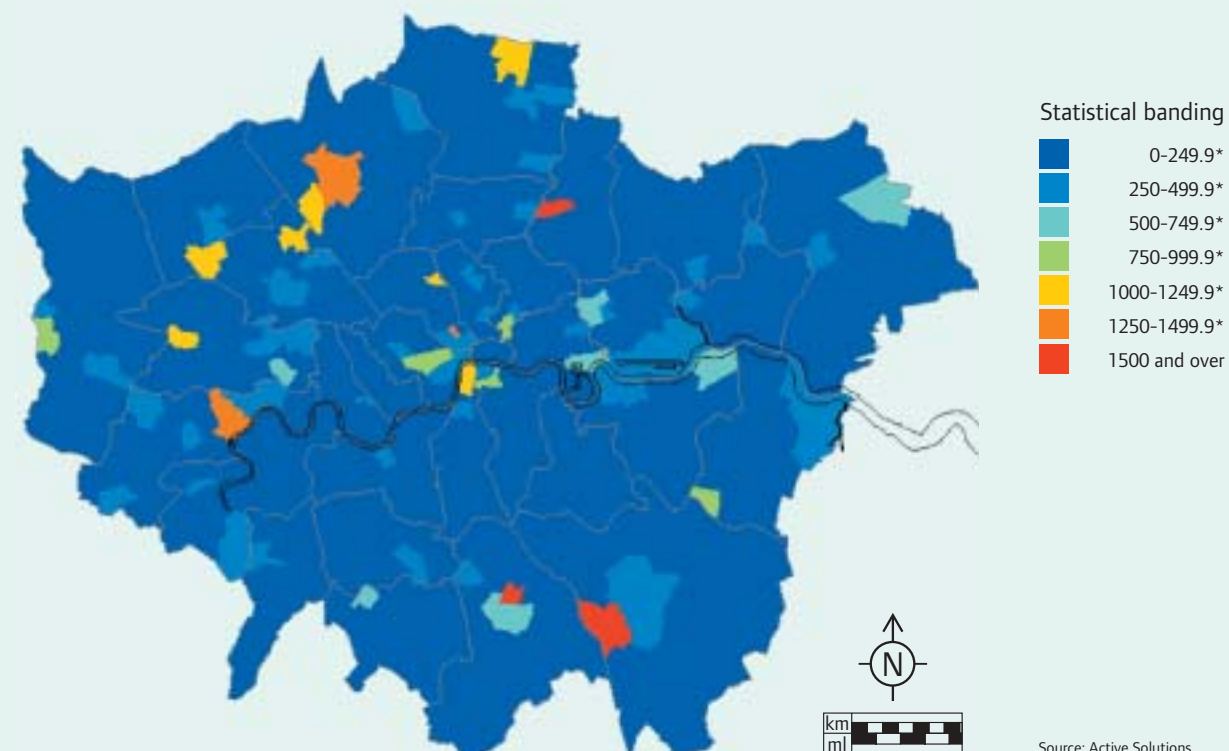 Statistical banding
0-249.9*
250-499.9*
500-749.9*
750-999.9*
1000-1249.9*
1250-1499.9*
1500 and over
N
km
ml
Source: Active Solutions